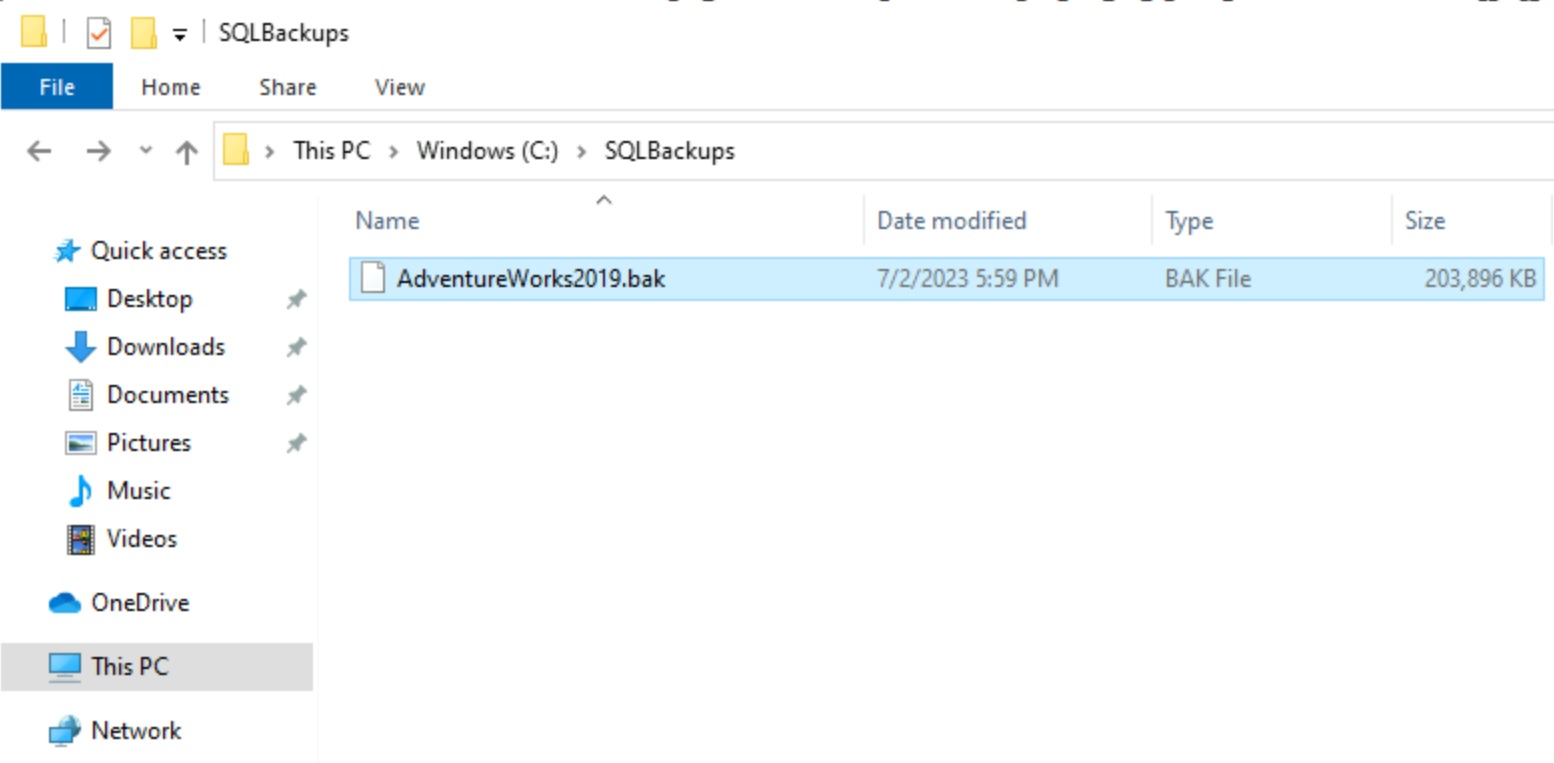 SQLBackups
File Home Share View
This PC > Windows (C:) > SQLBackups
Name Date modified Type Size
Quick access
AdventureWorks2019.bak 7/2/2023 5:59 PM BAK File 203,896 KB
Desktop
Downloads
Documents
Pictures
Music
Videos
OneDrive
This PC
Network